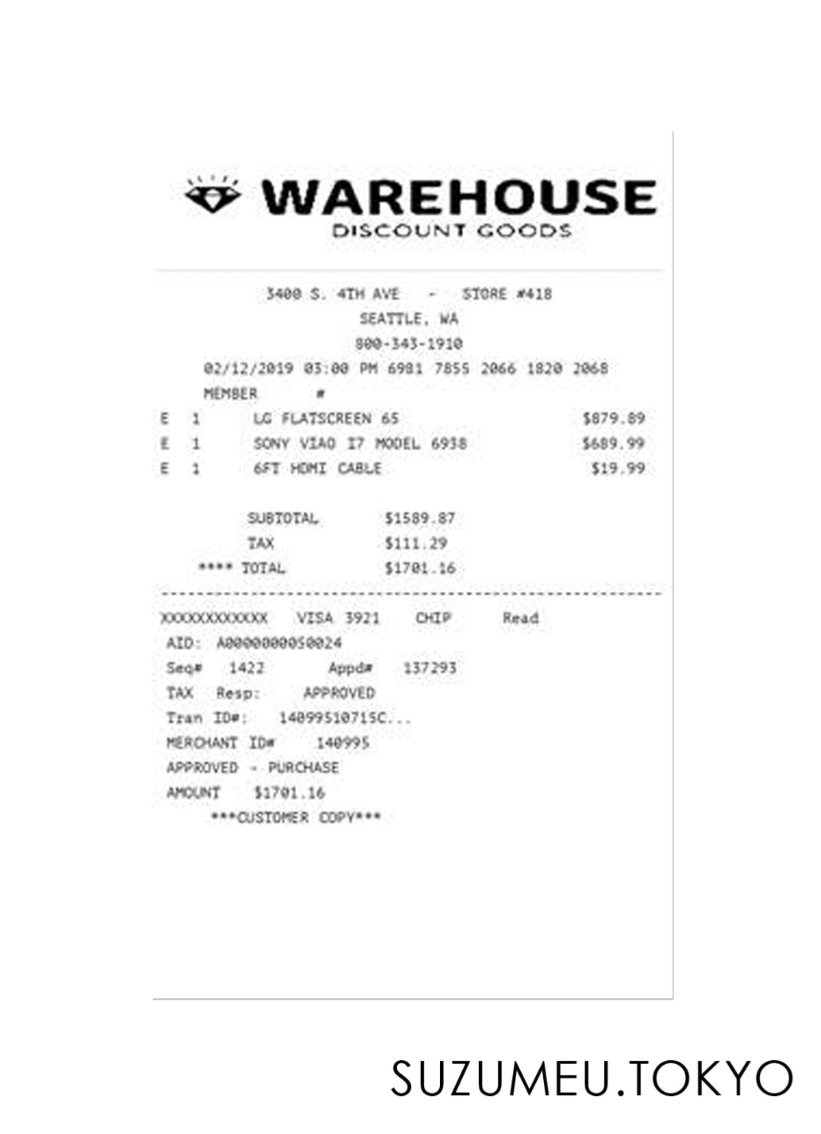 WAREHOUSE
DISCOUNT GOODS
3400 S. 4TH AVE - STORE #418
SEATTLE, WA
800-343-1910
02/12/2019 03:00 PM 6981 7855 2066 1820 2068
MEMBER #
E 1 LG FLATSCREEN 65 $879.89
E 1 SONY VIAO I7 MODEL 6938 $689.99
E 1 6FT HDMI CABLE $19.99
SUBTOTAL $1589.87
TAX $111.29
**** TOTAL $1701.16
XXXXXXXXXXXX VISA 3921 CHIP Read
AID: A0000000050024
Seq# 1422 Appd# 137293
TAX Resp: APPROVED
Tran ID#: 14099510715C...
MERCHANT ID# 140995
APPROVED - PURCHASE
AMOUNT $1701.16
***CUSTOMER COPY***
SUZUMEU.TOKYO